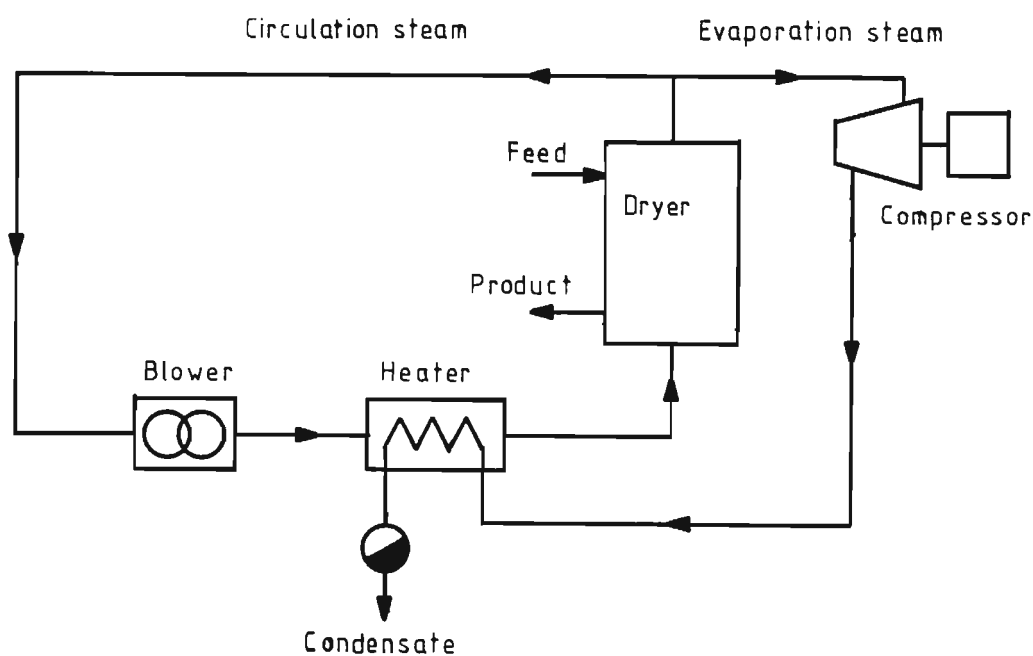 Circulation steam
Evaporation steam
Feed
Dryer
Compressor
Product
Blower
Heater
Condensate